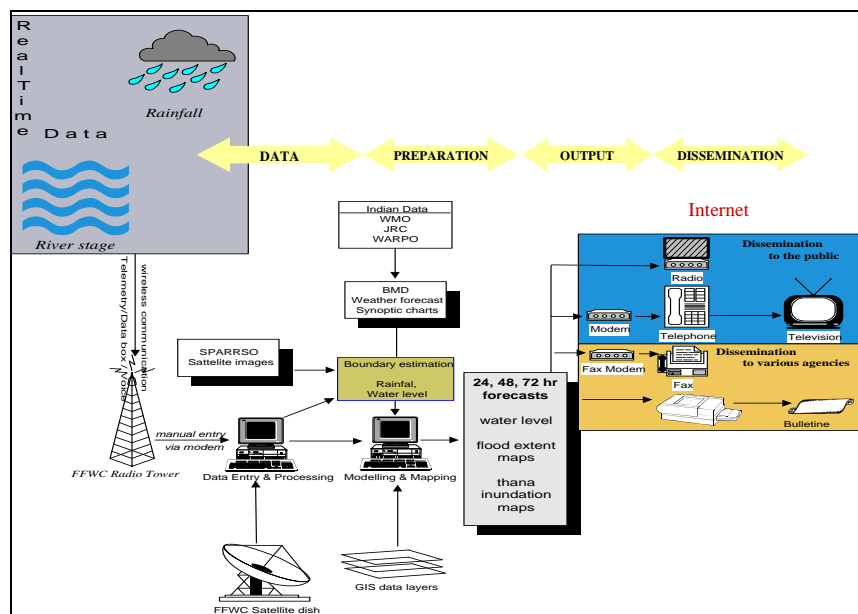 RealTime
Data
Rainfall
River stage
DATA
PREPARATION
OUTPUT
DISSEMINATION
Internet
Indian Data
WMO
JRC
WARPO
BMD
Weather forecast
Synoptic charts
SPARRSO
Sattelite images
Boundary estimation
Rainfal,
Water level
wireless communication
Telemetry/Data box / Voice
FFWC Radio Tower
manual entry
via modem
Data Entry & Processing
Modelling & Mapping
FFWC Satellite dish
GIS data layers
24, 48, 72 hr
forecasts
water level
flood extent
maps
thana
inundation
maps
Dissemination
to the public
Radio
Modem
Telephone
Television
Dissemination
to various agencies
Fax Modem
Fax
Bulletine